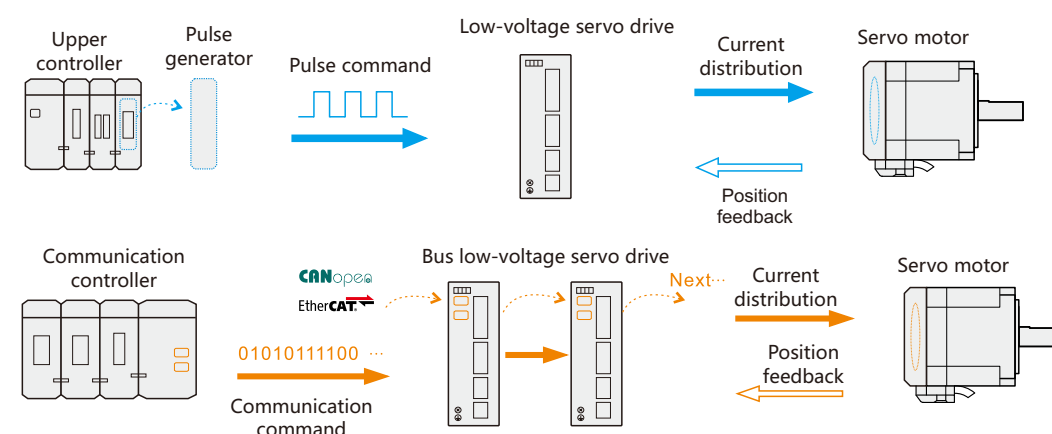 Upper
controller
Pulse
generator
Pulse command
Low-voltage servo drive
Current
distribution
Servo motor
Position
feedback
Communication
controller
CANopen
EtherCAT
01010111100 ···
Communication
command
Bus low-voltage servo drive
Next···
Current
distribution
Servo motor
Position
feedback